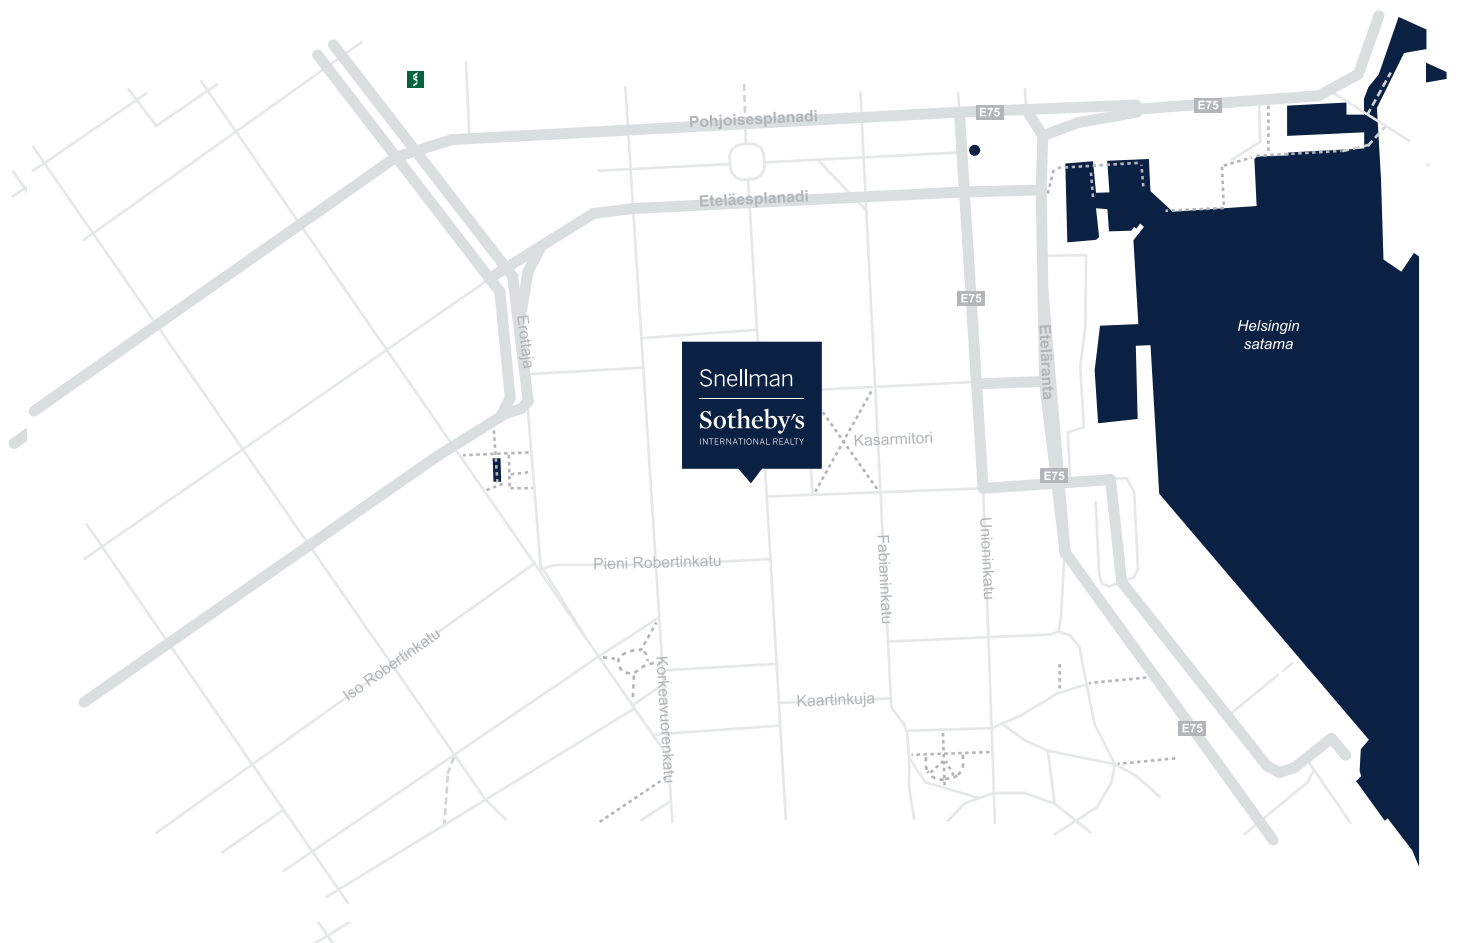 E75
E75
Pohjoisesplanadi
Eteläesplanadi
E75
Erottaja
Eteläranta
Helsingin
satama
Snellman
Sotheby's
INTERNATIONAL REALTY
Kasarmitori
E75
Pieni Robertinkatu
Fabianinkatu
Unioninkatu
Iso Robertinkatu
Korkeavuorenkatu
Kaartinkuja
E75